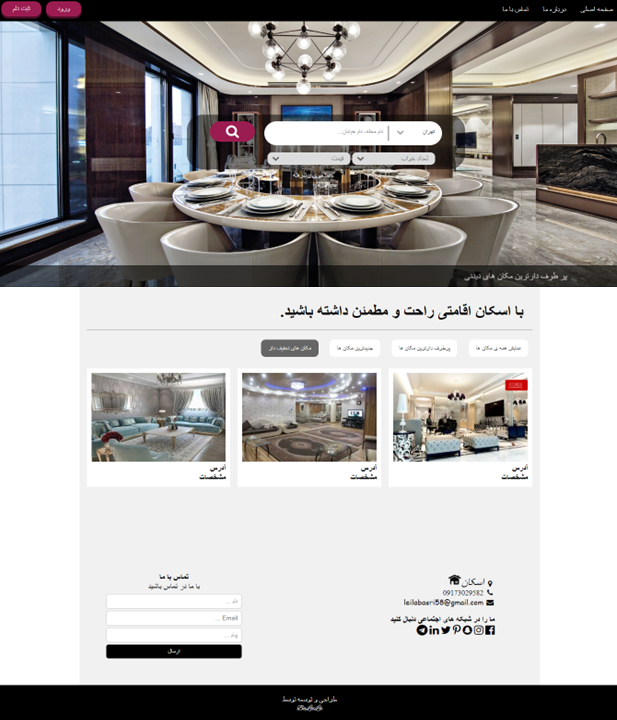 صفحه اصلی
درباره ما
تماس با ما
ورود
ثبت نام
تهران
نام محله، نام خیابان...
تعداد خواب
قیمت
جستجوی پیشرفته
پر طرف دارترین مکان های دیدنی
با اسکان اقامتی راحت و مطمئن داشته باشید.
نمایش همه ی مکان ها
پرطرف دارترین مکان ها
جدیدترین مکان ها
مکان های تخفیف دار
آدرس
مشخصات
آدرس
مشخصات
آدرس
مشخصات
اسکان
09173029582
leilabasri58@gmail.com
ما را در شبکه های اجتماعی دنبال کنید
تماس با ما
با ما در تماس باشید
نام ...
Email ...
پیام ...
ارسال
طراحی و توسعه توسط